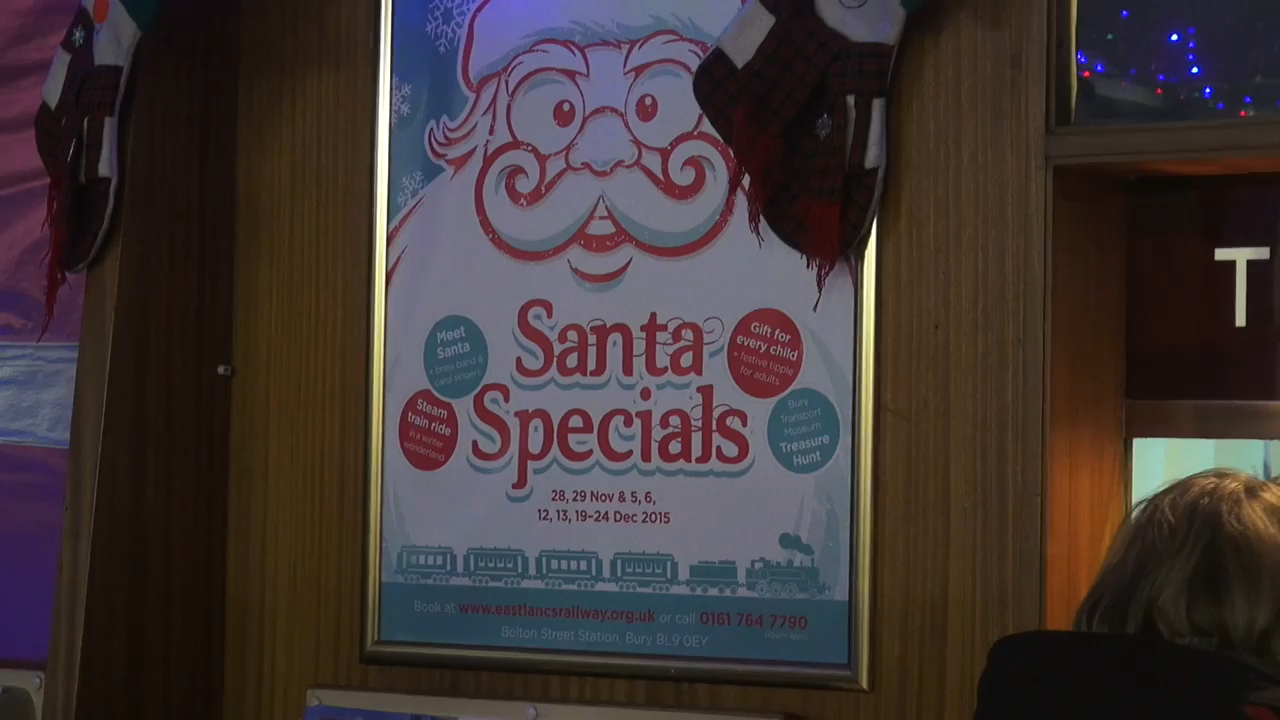 Santa
Specials
Meet
Santa
+ brass band &
carol singers
Gift for
every child
+ festive tipple
for adults
Steam
train ride
in a winter
wonderland
Bury
Transport
Museum
Treasure
Hunt
28, 29 Nov & 5, 6,
12, 13, 19-24 Dec 2015
Book at www.eastlancsrailway.org.uk or call 0161 764 7790
Bolton Street Station, Bury BL9 0EY
T